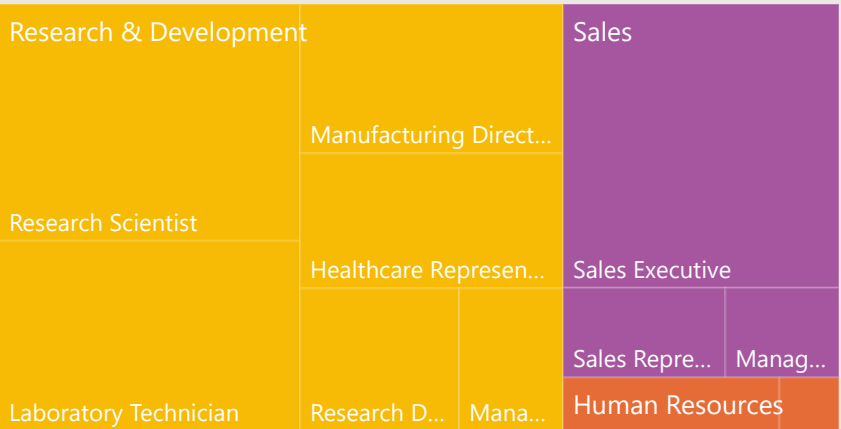 Research & Development
Research Scientist
Laboratory Technician
Manufacturing Direct...
Healthcare Represen...
Research D...
Mana...
Sales
Sales Executive
Sales Repre...
Manag...
Human Resources